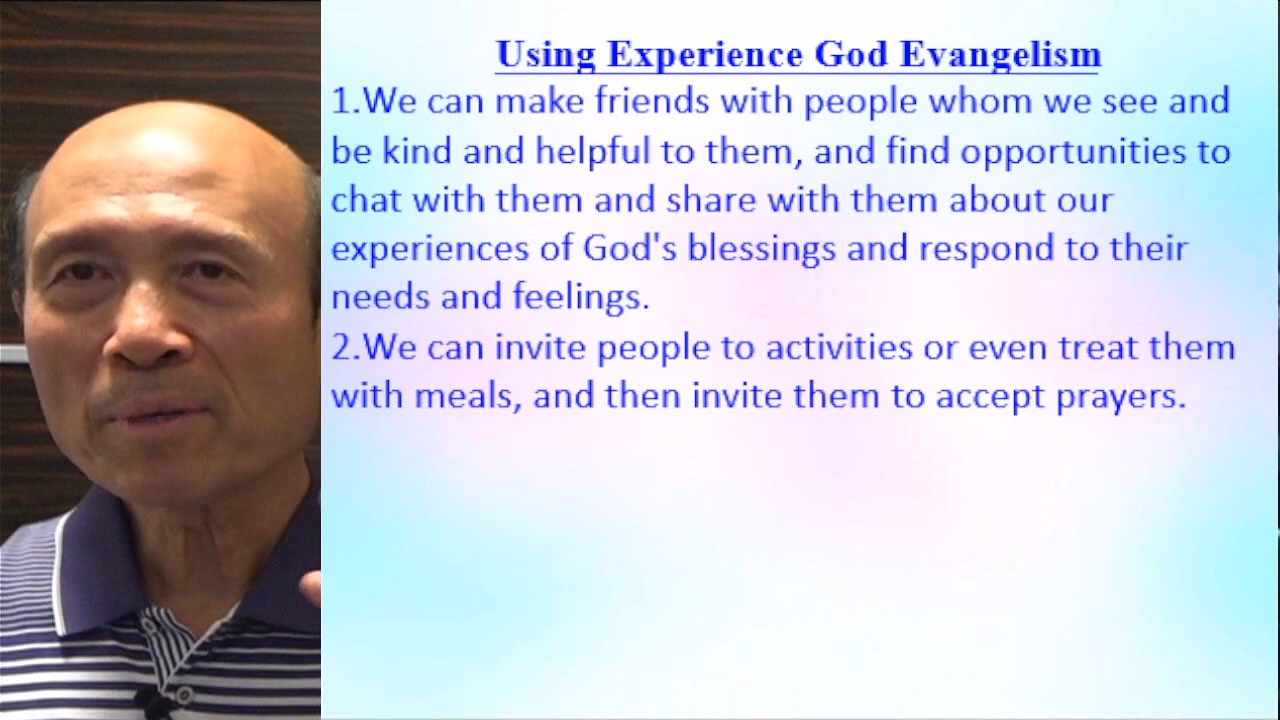 Using Experience God Evangelism
1.We can make friends with people whom we see and
be kind and helpful to them, and find opportunities to
chat with them and share with them about our
experiences of God's blessings and respond to their
needs and feelings.
2.We can invite people to activities or even treat them
with meals, and then invite them to accept prayers.